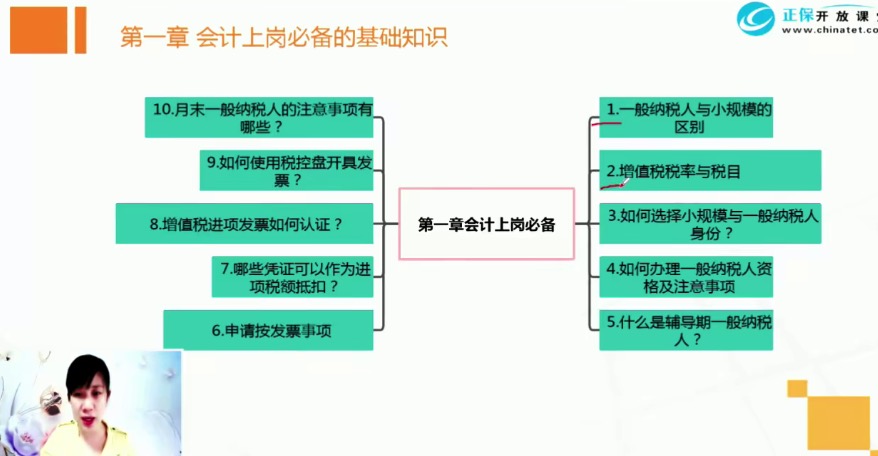 第一章 会计上岗必备的基础知识
正保开放课
www.chinatet.co
10.月末一般纳税人的注意事项有
哪些？
9.如何使用税控盘开具发
票？
8.增值税进项发票如何认证？
7.哪些凭证可以作为进
项税额抵扣？
6.申请按发票事项
第一章会计上岗必备
1.一般纳税人与小规模的
区别
2.增值税税率与税目
3.如何选择小规模与一般纳税人
身份？
4.如何办理一般纳税人资
格及注意事项
5.什么是辅导期一般纳税
人？